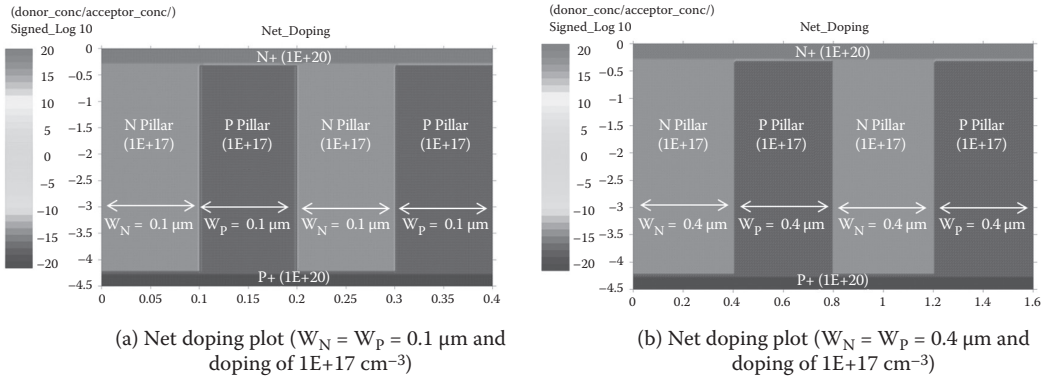 (donor_conc/acceptor_conc/)
Signed_Log 10
Net_Doping
20
15
10
5
0
−5
−10
−15
−20
0
−0.5
−1
−1.5
−2
−2.5
−3
−3.5
−4
−4.5
N+ (1E+20)
N Pillar
(1E+17)
P Pillar
(1E+17)
N Pillar
(1E+17)
P Pillar
(1E+17)
W_N = 0.1 μm
W_P = 0.1 μm
W_N = 0.1 μm
W_P = 0.1 μm
P+ (1E+20)
0 0.05 0.1 0.15 0.2 0.25 0.3 0.35 0.4
(a) Net doping plot (W_N = W_P = 0.1 μm and
doping of 1E+17 cm⁻³)
(donor_conc/acceptor_conc/)
Signed_Log 10
Net_Doping
20
15
10
5
0
−5
−10
−15
−20
0
−0.5
−1
−1.5
−2
−2.5
−3
−3.5
−4
−4.5
N+ (1E+20)
N Pillar
(1E+17)
P Pillar
(1E+17)
N Pillar
(1E+17)
P Pillar
(1E+17)
W_N = 0.4 μm
W_P = 0.4 μm
W_N = 0.4 μm
W_P = 0.4 μm
P+ (1E+20)
0 0.2 0.4 0.6 0.8 1 1.2 1.4 1.6
(b) Net doping plot (W_N = W_P = 0.4 μm and
doping of 1E+17 cm⁻³)